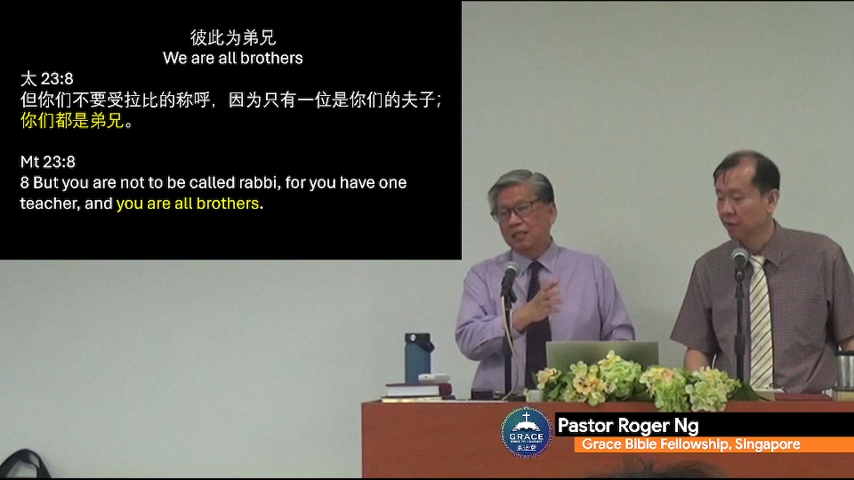 彼此为弟兄
We are all brothers
太 23:8
但你们不要受拉比的称呼，因为只有一位是你们的夫子；
你们都是弟兄。
Mt 23:8
8 But you are not to be called rabbi, for you have one
teacher, and you are all brothers.
GRACE
Pastor Roger Ng
Grace Bible Fellowship, Singapore